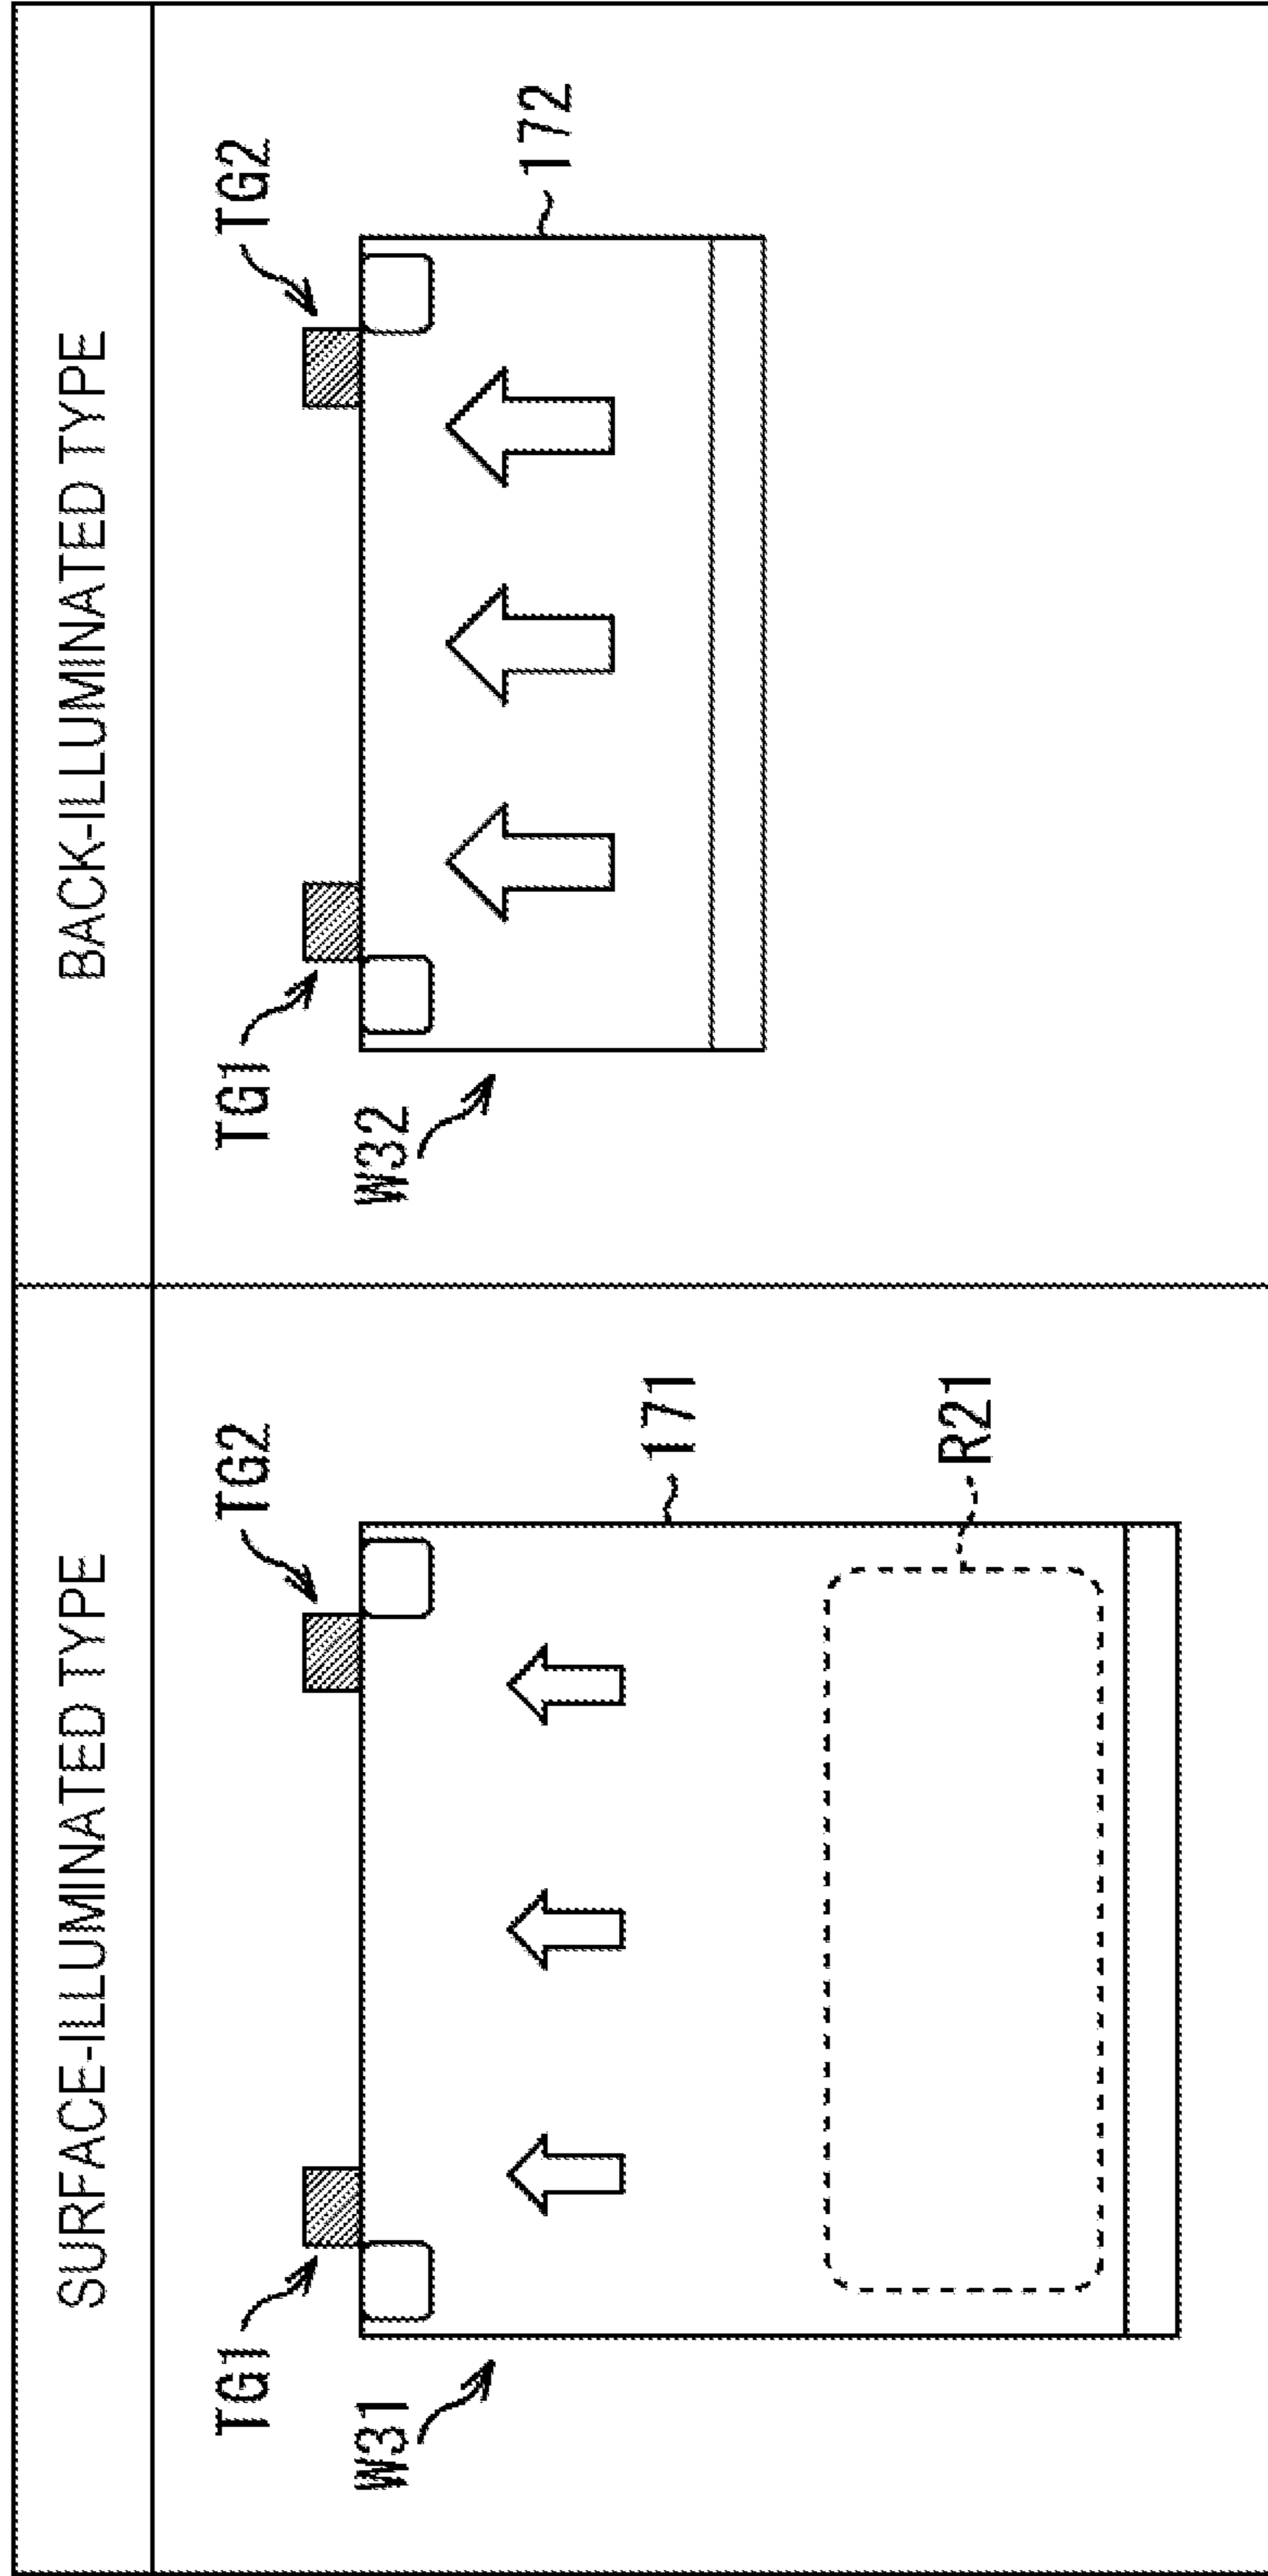 SURFACE-ILLUMINATED TYPE
BACK-ILLUMINATED TYPE
TG1
TG2
W31
171
R21
TG1
TG2
W32
172